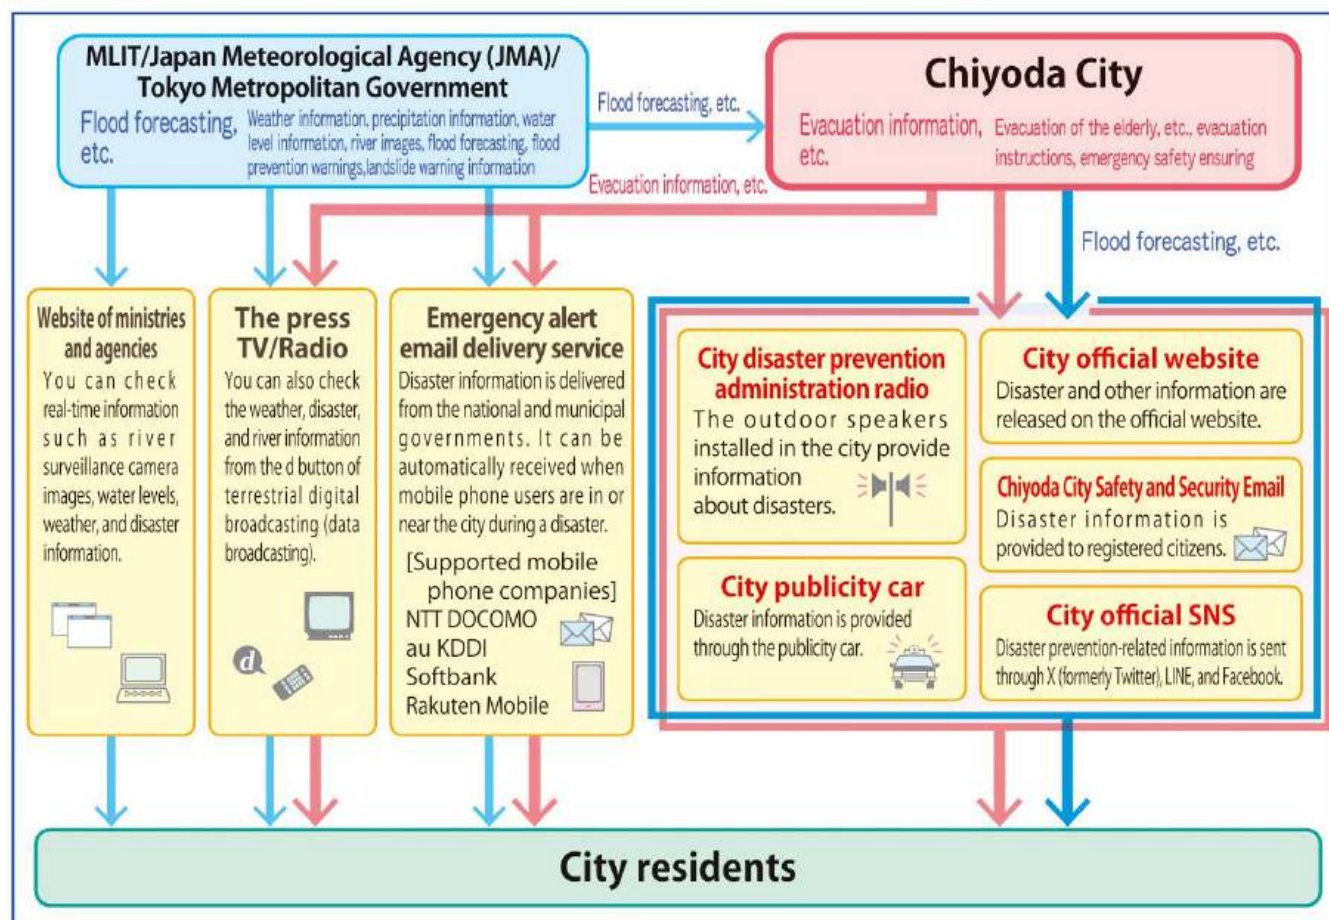 MLIT/Japan Meteorological Agency (JMA)/
Tokyo Metropolitan Government
Flood forecasting,
etc.
Weather information, precipitation information, water
level information, river images, flood forecasting, flood
prevention warnings,landslide warning information
Flood forecasting, etc.
Chiyoda City
Evacuation information,
etc.
Evacuation of the elderly, etc., evacuation
instructions, emergency safety ensuring
Evacuation information, etc.
Flood forecasting, etc.
Website of ministries
and agencies
You can check
real-time information
such as river
surveillance camera
images, water levels,
weather, and disaster
information.
The press
TV/Radio
You can also check
the weather, disaster,
and river information
from the d button of
terrestrial digital
broadcasting (data
broadcasting).
d
Emergency alert
email delivery service
Disaster information is delivered
from the national and municipal
governments. It can be
automatically received when
mobile phone users are in or
near the city during a disaster.
[Supported mobile
phone companies]
NTT DOCOMO
au KDDI
Softbank
Rakuten Mobile
City disaster prevention
administration radio
The outdoor speakers
installed in the city provide
information
about disasters.
City publicity car
Disaster information is provided
through the publicity car.
City official website
Disaster and other information are
released on the official website.
Chiyoda City Safety and Security Email
Disaster information is
provided to registered citizens.
City official SNS
Disaster prevention-related information is sent
through X (formerly Twitter), LINE, and Facebook.
City residents